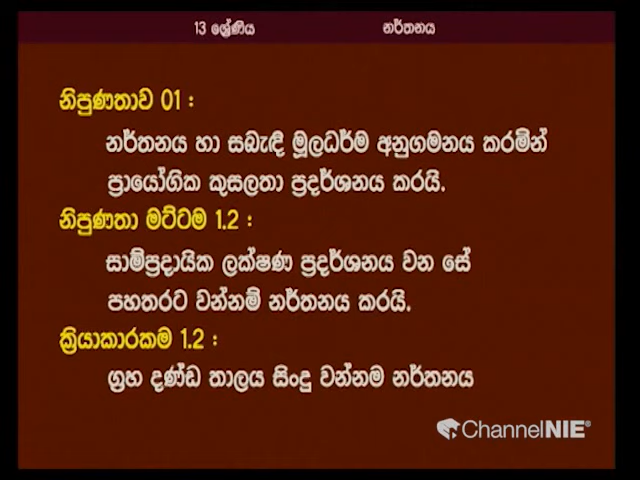 13 ශ්‍රේණිය නර්තනය
නිපුණතාව 01 :
නර්තනය හා සබැඳි මූලධර්ම අනුගමනය කරමින්
ප්‍රායෝගික කුසලතා ප්‍රදර්ශනය කරයි.
නිපුණතා මට්ටම 1.2 :
සාම්ප්‍රදායික ලක්ෂණ ප්‍රදර්ශනය වන සේ
පහතරට වන්නම් නර්තනය කරයි.
ක්‍රියාකාරකම 1.2 :
ග්‍රහ දණ්ඩ තාලය සිංදු වන්නම නර්තනය
ChannelNIE®